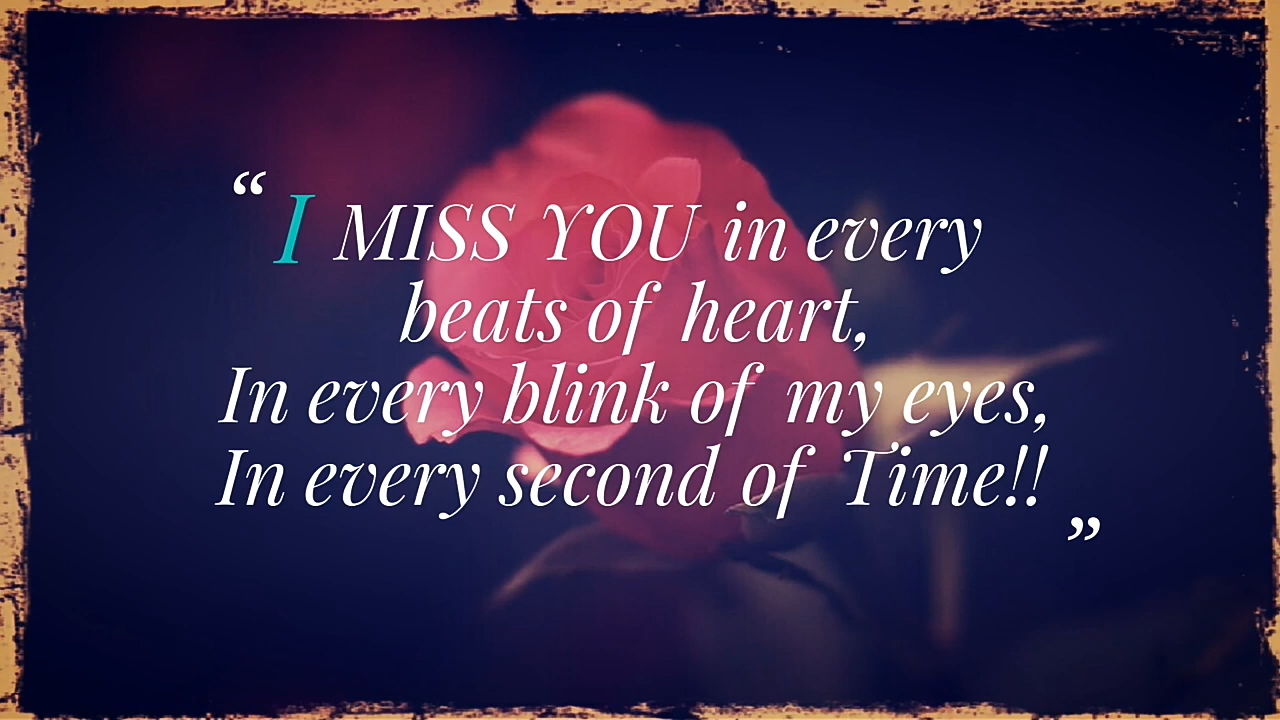 “ I MISS YOU in every
beats of heart,
In every blink of my eyes,
In every second of Time!! ”